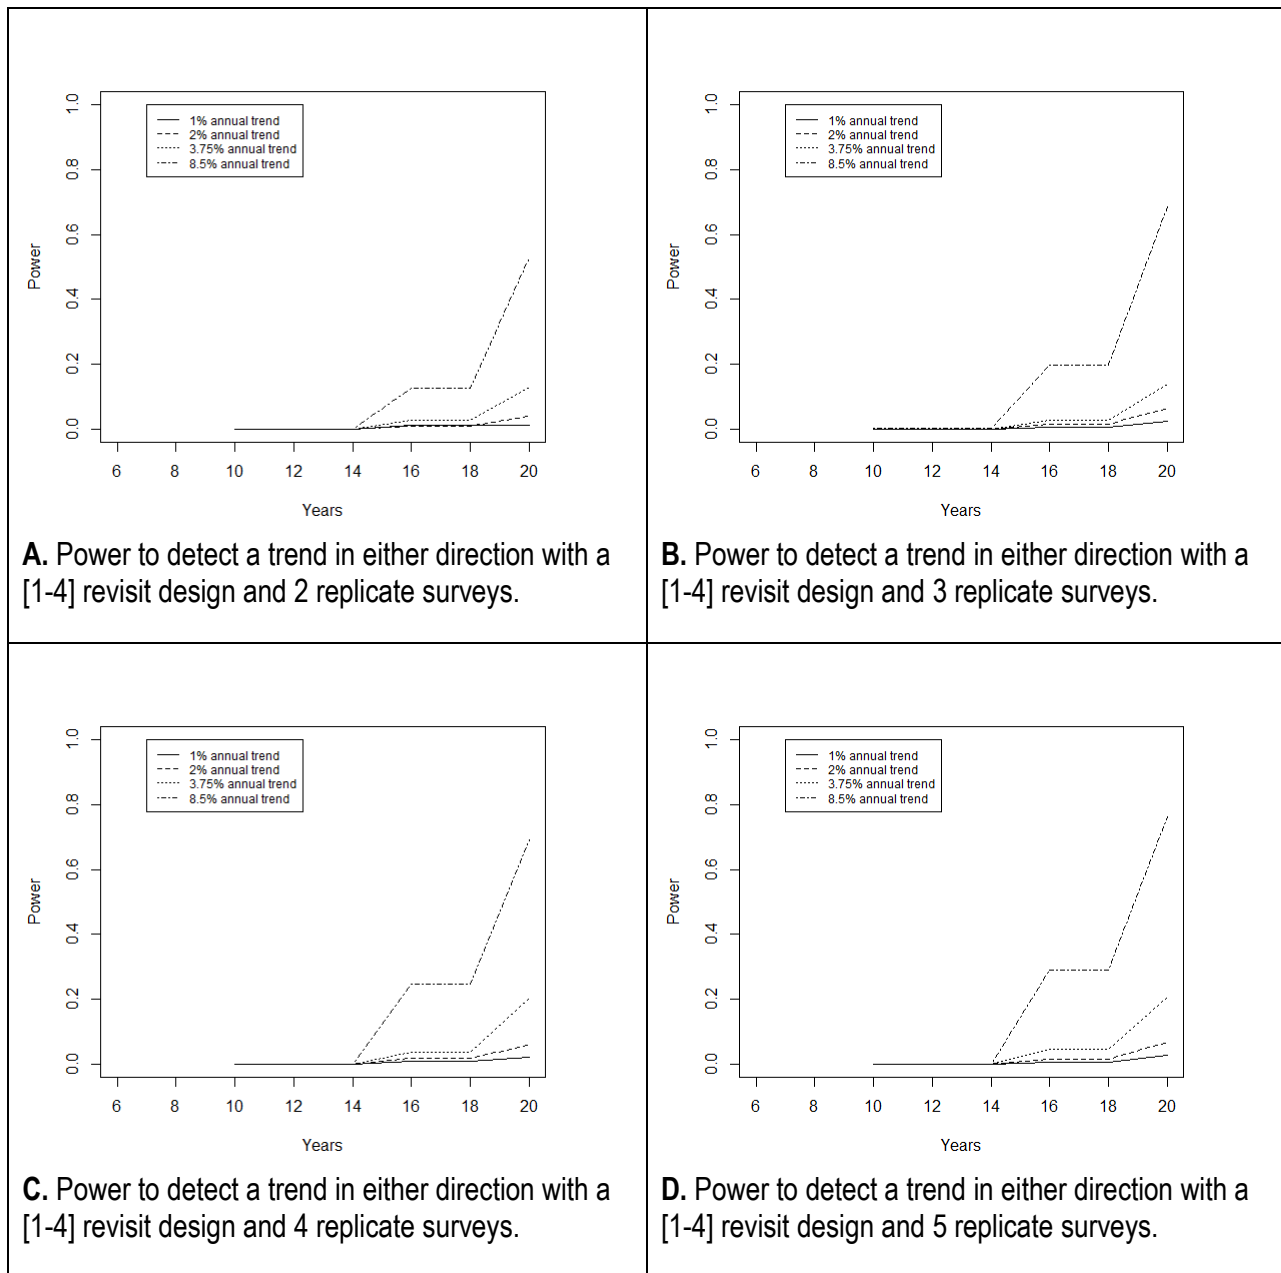 1% annual trend
2% annual trend
3.75% annual trend
8.5% annual trend
1.0
0.8
0.6
0.4
0.2
0.0
Power
6 8 10 12 14 16 18 20
Years
A. Power to detect a trend in either direction with a
[1-4] revisit design and 2 replicate surveys.
1% annual trend
2% annual trend
3.75% annual trend
8.5% annual trend
1.0
0.8
0.6
0.4
0.2
0.0
Power
6 8 10 12 14 16 18 20
Years
B. Power to detect a trend in either direction with a
[1-4] revisit design and 3 replicate surveys.
1% annual trend
2% annual trend
3.75% annual trend
8.5% annual trend
1.0
0.8
0.6
0.4
0.2
0.0
Power
6 8 10 12 14 16 18 20
Years
C. Power to detect a trend in either direction with a
[1-4] revisit design and 4 replicate surveys.
1% annual trend
2% annual trend
3.75% annual trend
8.5% annual trend
1.0
0.8
0.6
0.4
0.2
0.0
Power
6 8 10 12 14 16 18 20
Years
D. Power to detect a trend in either direction with a
[1-4] revisit design and 5 replicate surveys.